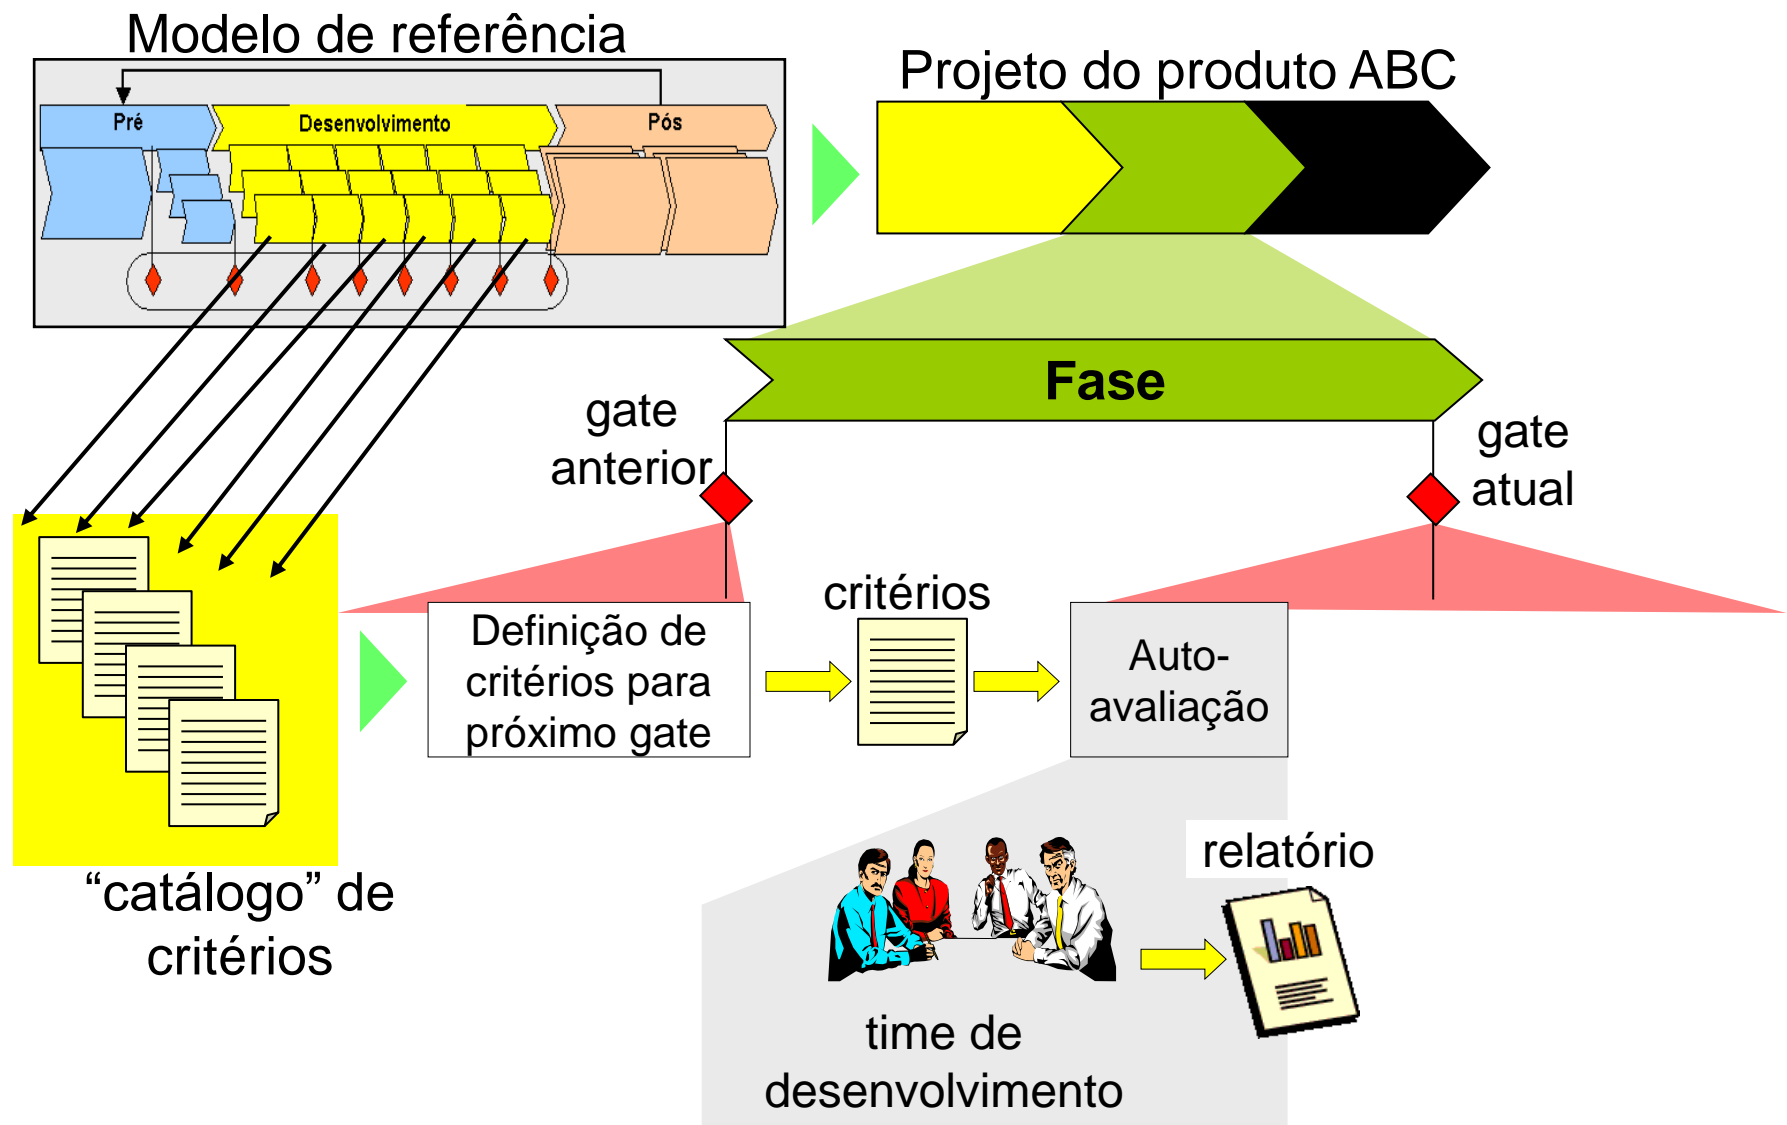 Modelo de referência
Projeto do produto ABC
Pré
Desenvolvimento
Pós
Fase
gate
anterior
gate
atual
critérios
Definição de
critérios para
próximo gate
Auto-
avaliação
“catálogo” de
critérios
relatório
time de
desenvolvimento